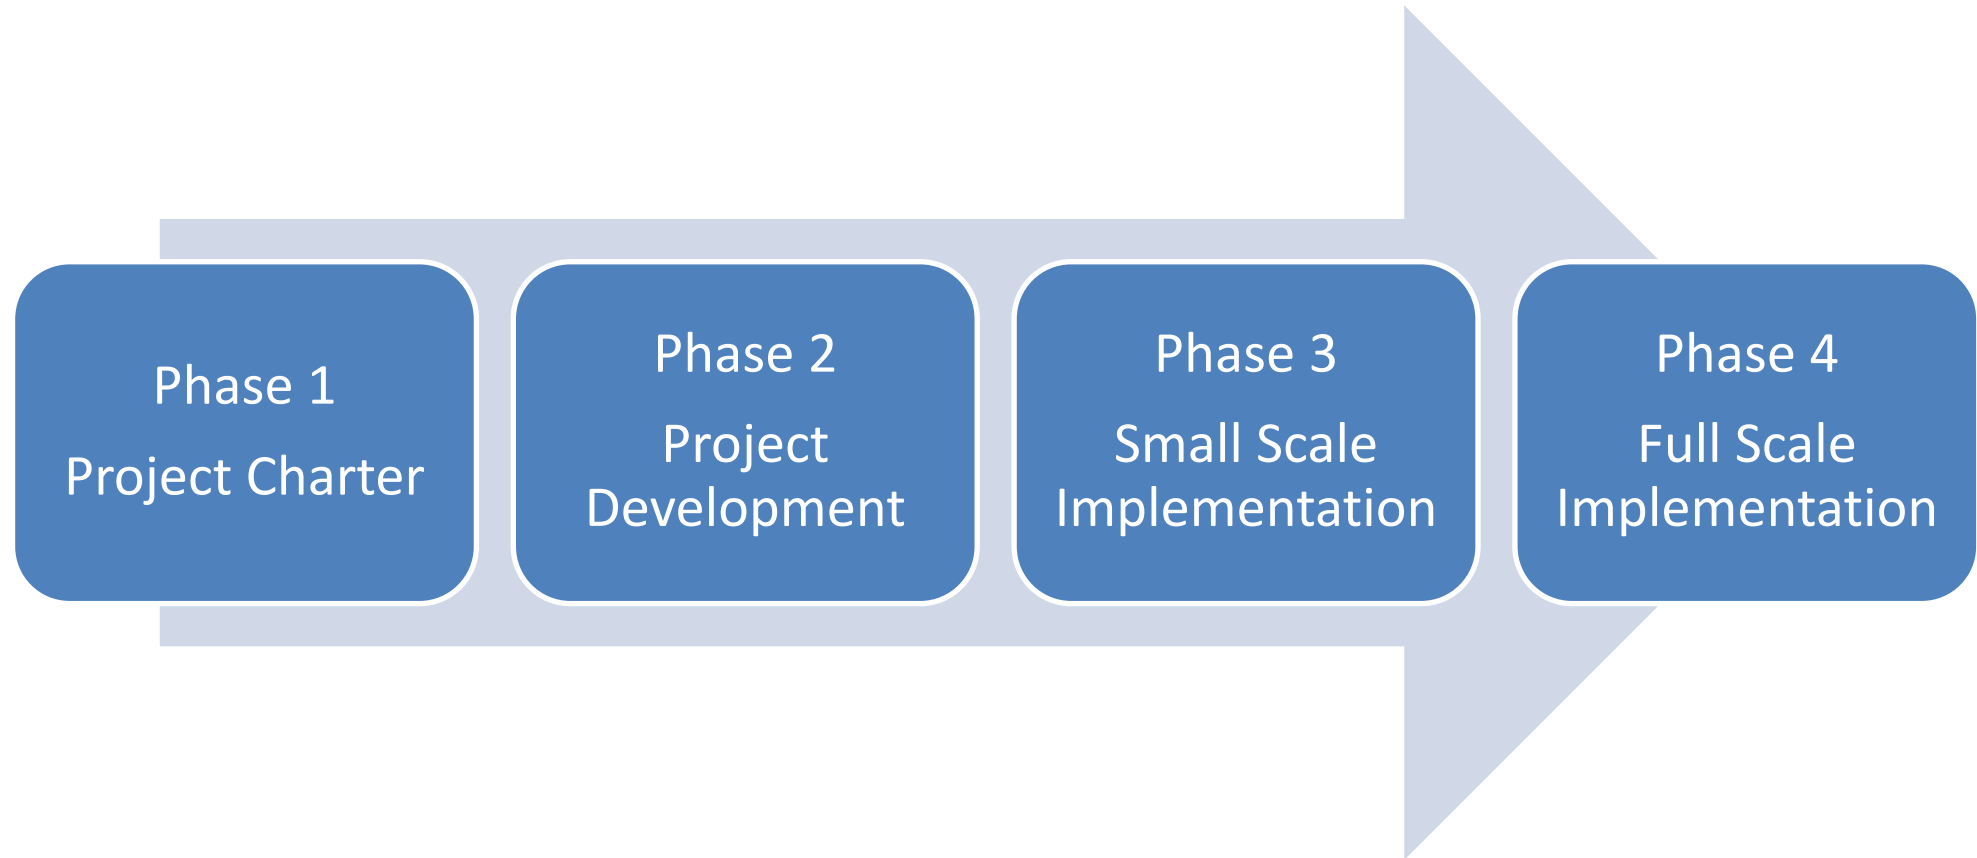 Phase 1
Project Charter
Phase 2
Project
Development
Phase 3
Small Scale
Implementation
Phase 4
Full Scale
Implementation